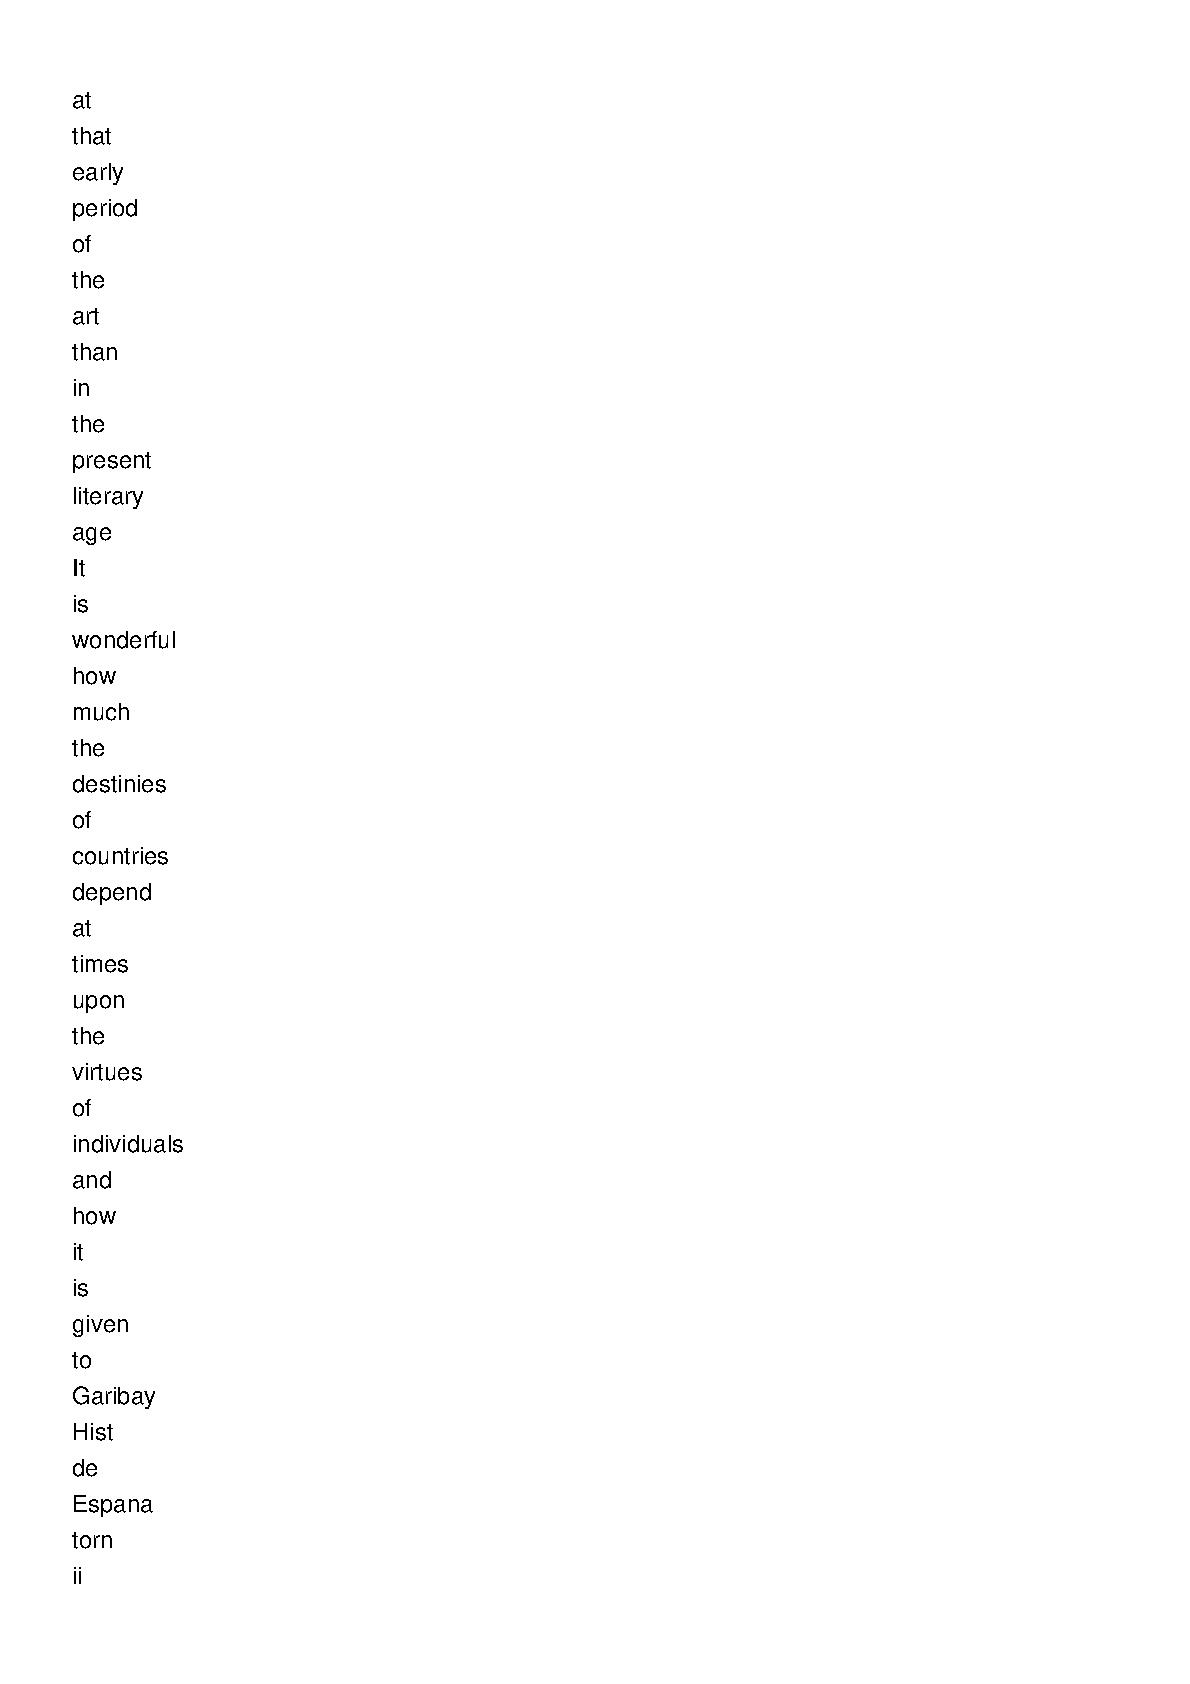 at
that
early
period
of
the
art
than
in
the
present
literary
age
It
is
wonderful
how
much
the
destinies
of
countries
depend
at
times
upon
the
virtues
of
individuals
and
how
it
is
given
to
Garibay
Hist
de
Espana
torn
ii